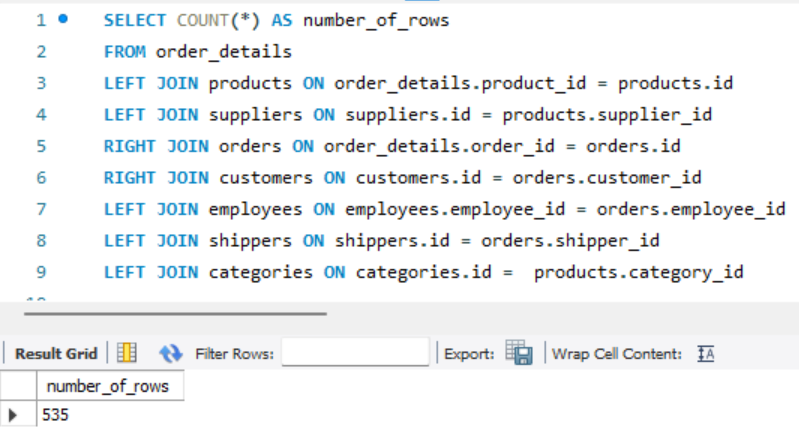 1 SELECT COUNT(*) AS number_of_rows
2 FROM order_details
3 LEFT JOIN products ON order_details.product_id = products.id
4 LEFT JOIN suppliers ON suppliers.id = products.supplier_id
5 RIGHT JOIN orders ON order_details.order_id = orders.id
6 RIGHT JOIN customers ON customers.id = orders.customer_id
7 LEFT JOIN employees ON employees.employee_id = orders.employee_id
8 LEFT JOIN shippers ON shippers.id = orders.shipper_id
9 LEFT JOIN categories ON categories.id =  products.category_id
Result Grid Filter Rows: Export: Wrap Cell Content: IA
number_of_rows
535